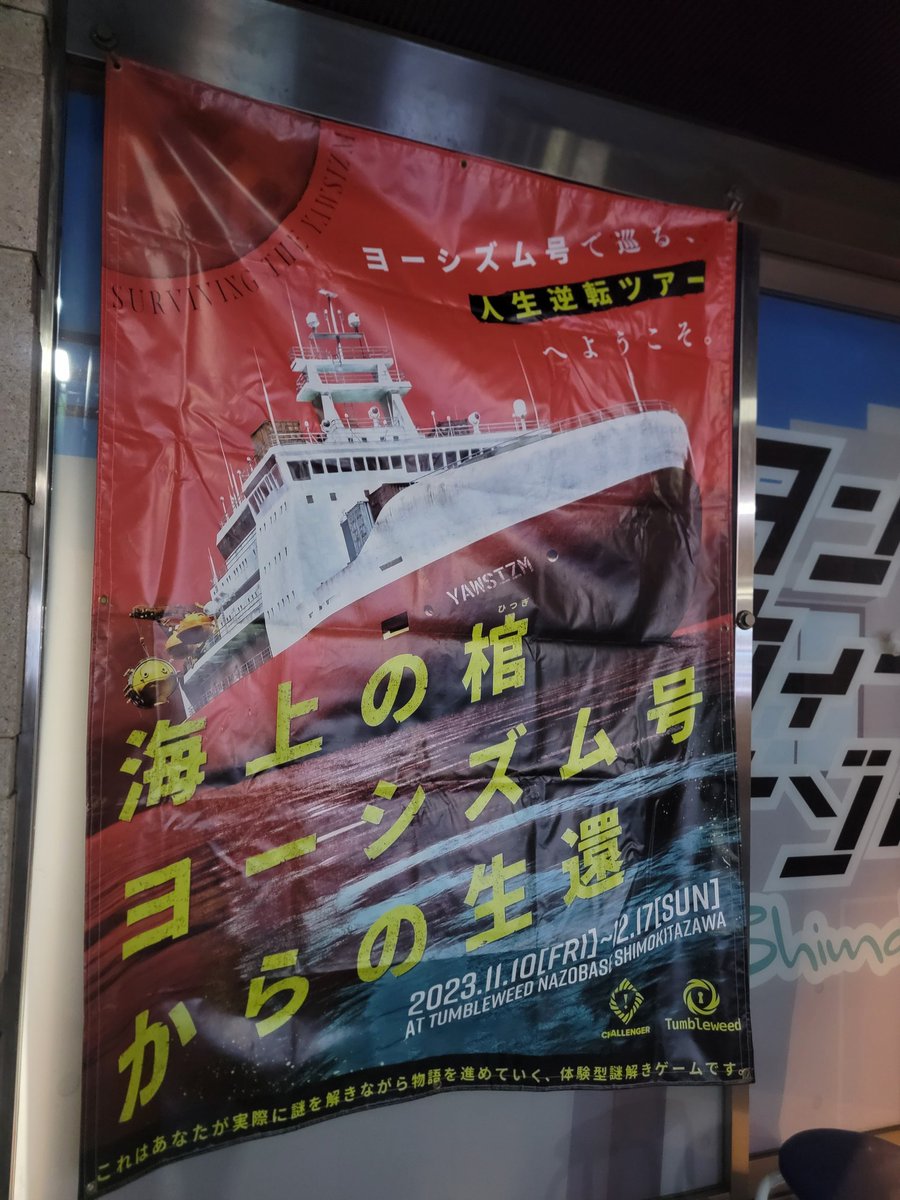 SURVIVING THE YAWSIZM
ヨーシズム号で巡る、
人生逆転ツアー
へようこそ。
YAWSIZM
ひつぎ
海上の棺
ヨーシズム号
からの生還
2023.11.10[FRI]~12.17[SUN]
AT TUMBLEWEED NAZOBASE SHIMOKITAZAWA
CHALLENGER
Tumbleweed
これはあなたが実際に謎を解きながら物語を進めていく、体験型謎解きゲームです。